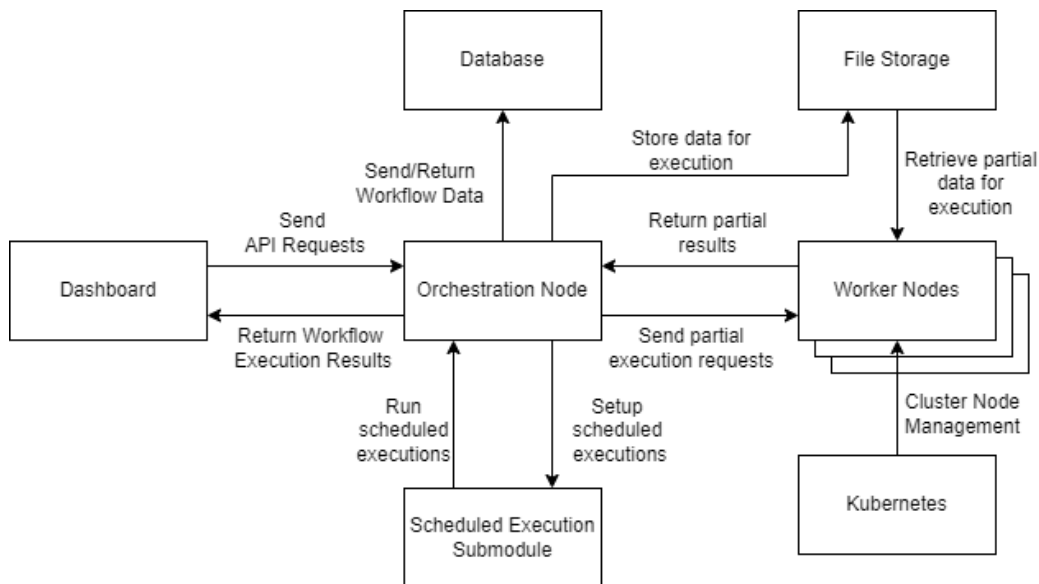 Database
File Storage
Store data for
execution
Send/Return
Workflow Data
Retrieve partial
data for
execution
Send
API Requests
Return partial
results
Dashboard
Orchestration Node
Worker Nodes
Return Workflow
Execution Results
Send partial
execution requests
Run
scheduled
executions
Setup
scheduled
executions
Cluster Node
Management
Scheduled Execution
Submodule
Kubernetes